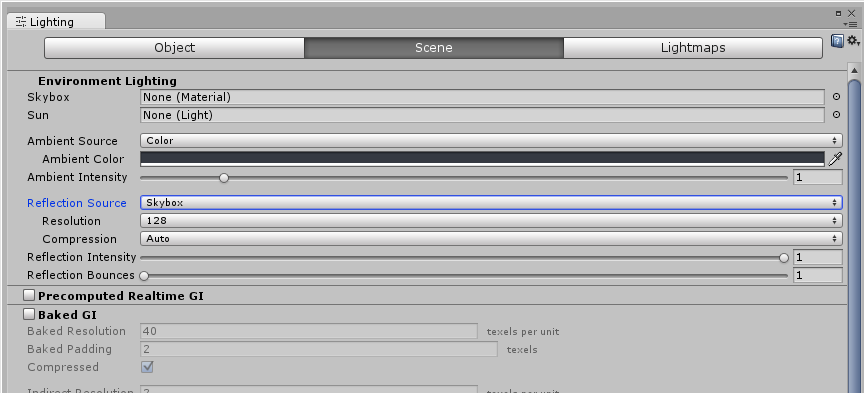 Lighting
Object Scene Lightmaps
Environment Lighting
Skybox None (Material)
Sun None (Light)
Ambient Source Color
Ambient Color
Ambient Intensity 1
Reflection Source Skybox
Resolution 128
Compression Auto
Reflection Intensity 1
Reflection Bounces 1
Precomputed Realtime GI
Baked GI
Baked Resolution 40 texels per unit
Baked Padding 2 texels
Compressed
Indirect Resolution 2 texels per unit